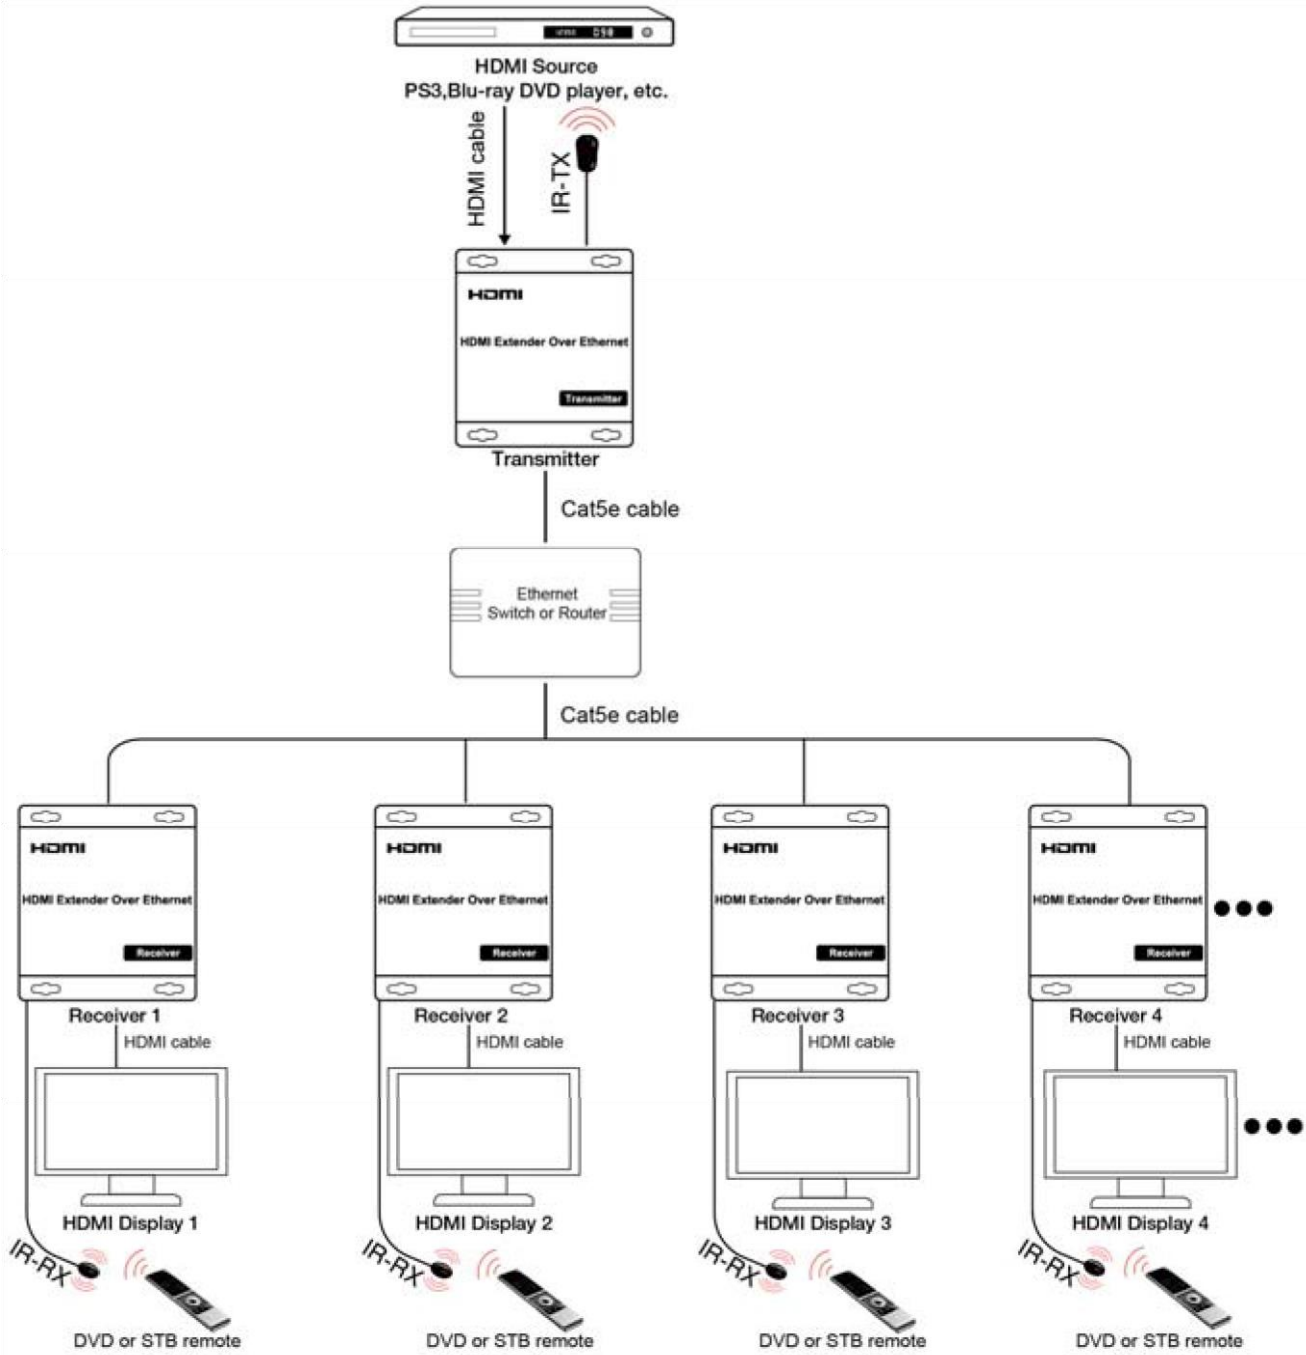 HDMI Source
PS3,Blu-ray DVD player, etc.
HDMI cable
IR-TX
HDMI
HDMI Extender Over Ethernet
Transmitter
Transmitter
Cat5e cable
Ethernet
Switch or Router
Cat5e cable
HDMI
HDMI Extender Over Ethernet
Receiver
Receiver 1
HDMI cable
HDMI Display 1
IR-RX
DVD or STB remote
HDMI
HDMI Extender Over Ethernet
Receiver
Receiver 2
HDMI cable
HDMI Display 2
IR-RX
DVD or STB remote
HDMI
HDMI Extender Over Ethernet
Receiver
Receiver 3
HDMI cable
HDMI Display 3
IR-RX
DVD or STB remote
HDMI
HDMI Extender Over Ethernet
Receiver
Receiver 4
HDMI cable
HDMI Display 4
IR-RX
DVD or STB remote